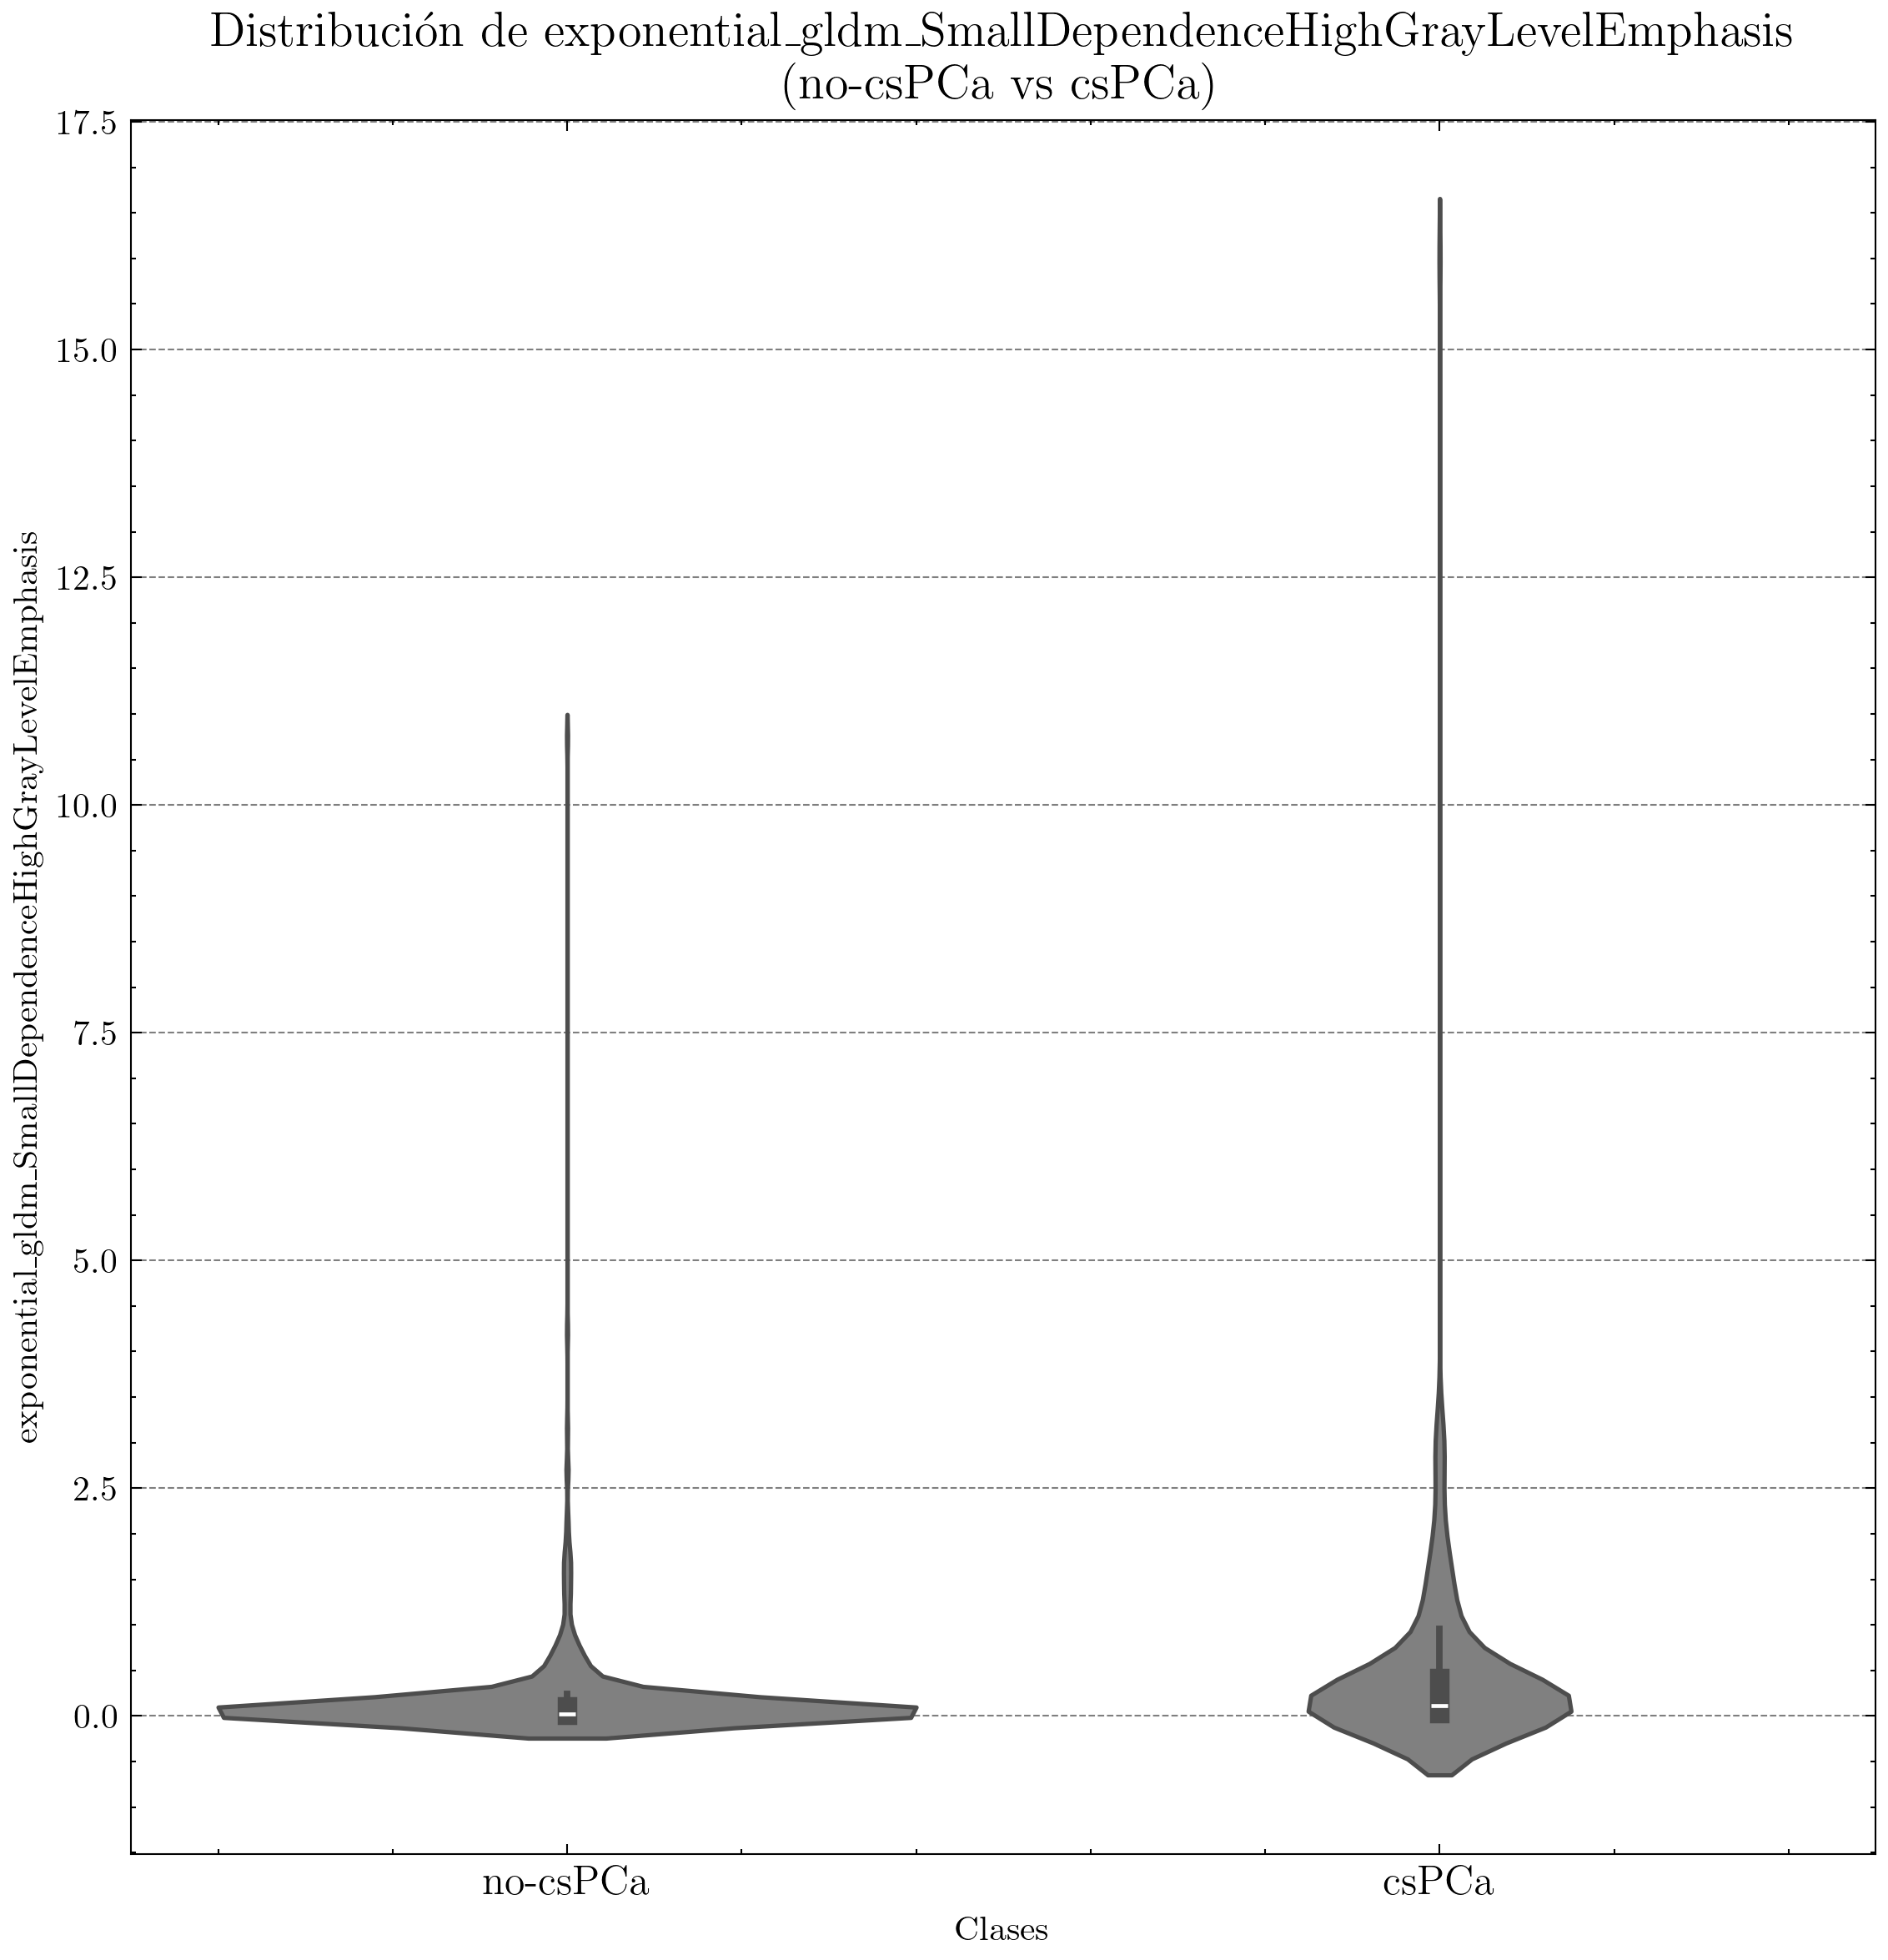 Distribución de exponential_gldm_SmallDependenceHighGrayLevelEmphasis
(no-csPCa vs csPCa)
exponential_gldm_SmallDependenceHighGrayLevelEmphasis
17.5
15.0
12.5
10.0
7.5
5.0
2.5
0.0
no-csPCa
csPCa
Clases